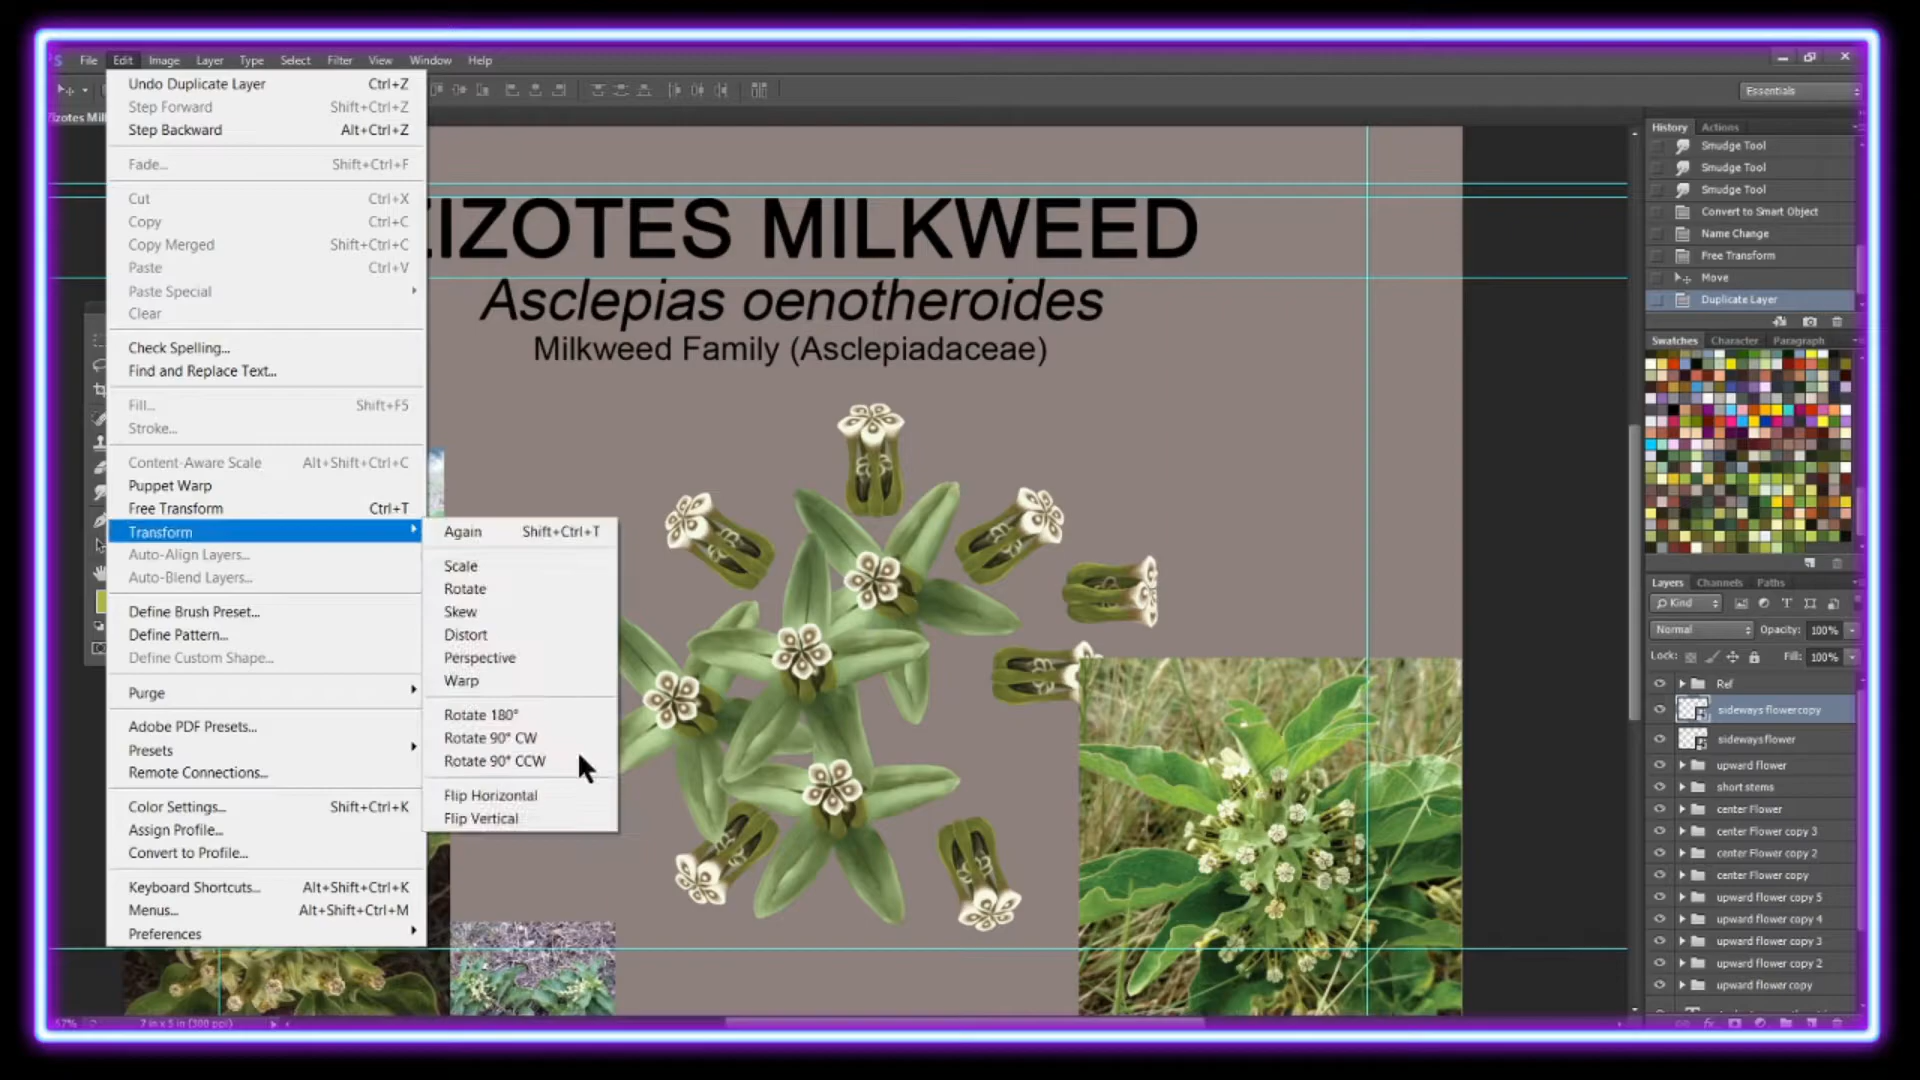 File Edit Image Layer Type Select Filter View Window Help
Essentials
Undo Duplicate Layer Ctrl+Z
Step Forward Shift+Ctrl+Z
Step Backward Alt+Ctrl+Z
Fade... Shift+Ctrl+F
Cut Ctrl+X
Copy Ctrl+C
Copy Merged Shift+Ctrl+C
Paste Ctrl+V
Paste Special
Clear
Check Spelling...
Find and Replace Text...
Fill... Shift+F5
Stroke...
Content-Aware Scale Alt+Shift+Ctrl+C
Puppet Warp
Free Transform Ctrl+T
Transform
Auto-Align Layers...
Auto-Blend Layers...
Define Brush Preset...
Define Pattern...
Define Custom Shape...
Purge
Adobe PDF Presets...
Presets
Remote Connections...
Color Settings... Shift+Ctrl+K
Assign Profile...
Convert to Profile...
Keyboard Shortcuts... Alt+Shift+Ctrl+K
Menus... Alt+Shift+Ctrl+M
Preferences
Again Shift+Ctrl+T
Scale
Rotate
Skew
Distort
Perspective
Warp
Rotate 180°
Rotate 90° CW
Rotate 90° CCW
Flip Horizontal
Flip Vertical
IZOTES MILKWEED
Asclepias oenotheroides
Milkweed Family (Asclepiadaceae)
History Actions
Smudge Tool
Smudge Tool
Smudge Tool
Convert to Smart Object
Name Change
Free Transform
Move
Duplicate Layer
Swatches Character Paragraph
Layers Channels Paths
Kind
Normal Opacity: 100%
Lock: Fill: 100%
Ref
sideways flower copy
sideways flower
upward flower
short stems
center Flower
center Flower copy 3
center Flower copy 2
center Flower copy
upward flower copy 5
upward flower copy 4
upward flower copy 3
upward flower copy 2
upward flower copy
7 in x 5 in (300 ppi)